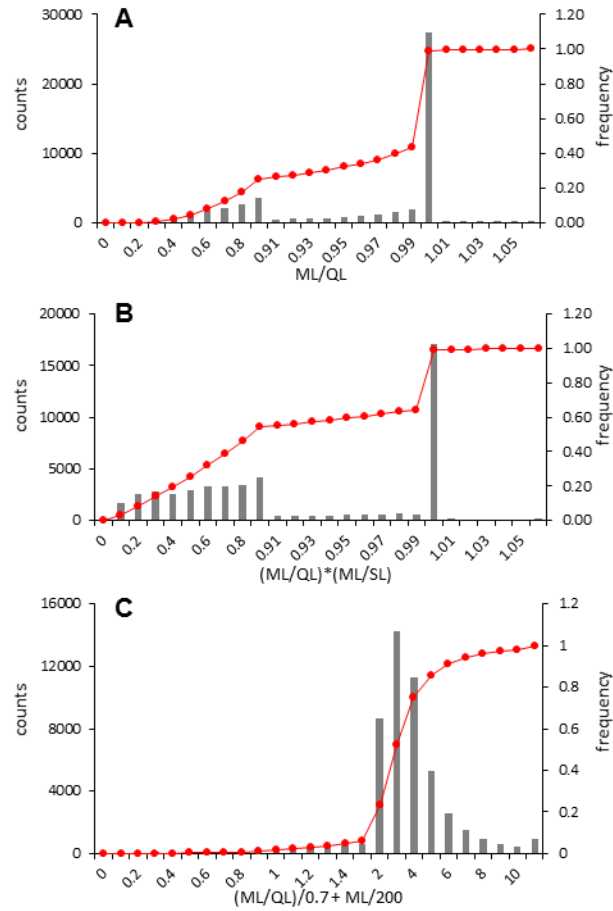 A
counts
30000
20000
10000
0
1.20
1.00
0.80
0.60
0.40
0.20
0.00
frequency
0 0.2 0.4 0.6 0.8 0.91 0.93 0.95 0.97 0.99 1.01 1.03 1.05
ML/QL
B
counts
20000
15000
10000
5000
0
1.20
1.00
0.80
0.60
0.40
0.20
0.00
frequency
0 0.2 0.4 0.6 0.8 0.91 0.93 0.95 0.97 0.99 1.01 1.03 1.05
(ML/QL)*(ML/SL)
C
counts
16000
12000
8000
4000
0
1.2
1
0.8
0.6
0.4
0.2
0
frequency
0 0.2 0.4 0.6 0.8 1 1.2 1.4 2 4 6 8 10
(ML/QL)/0.7 + ML/200